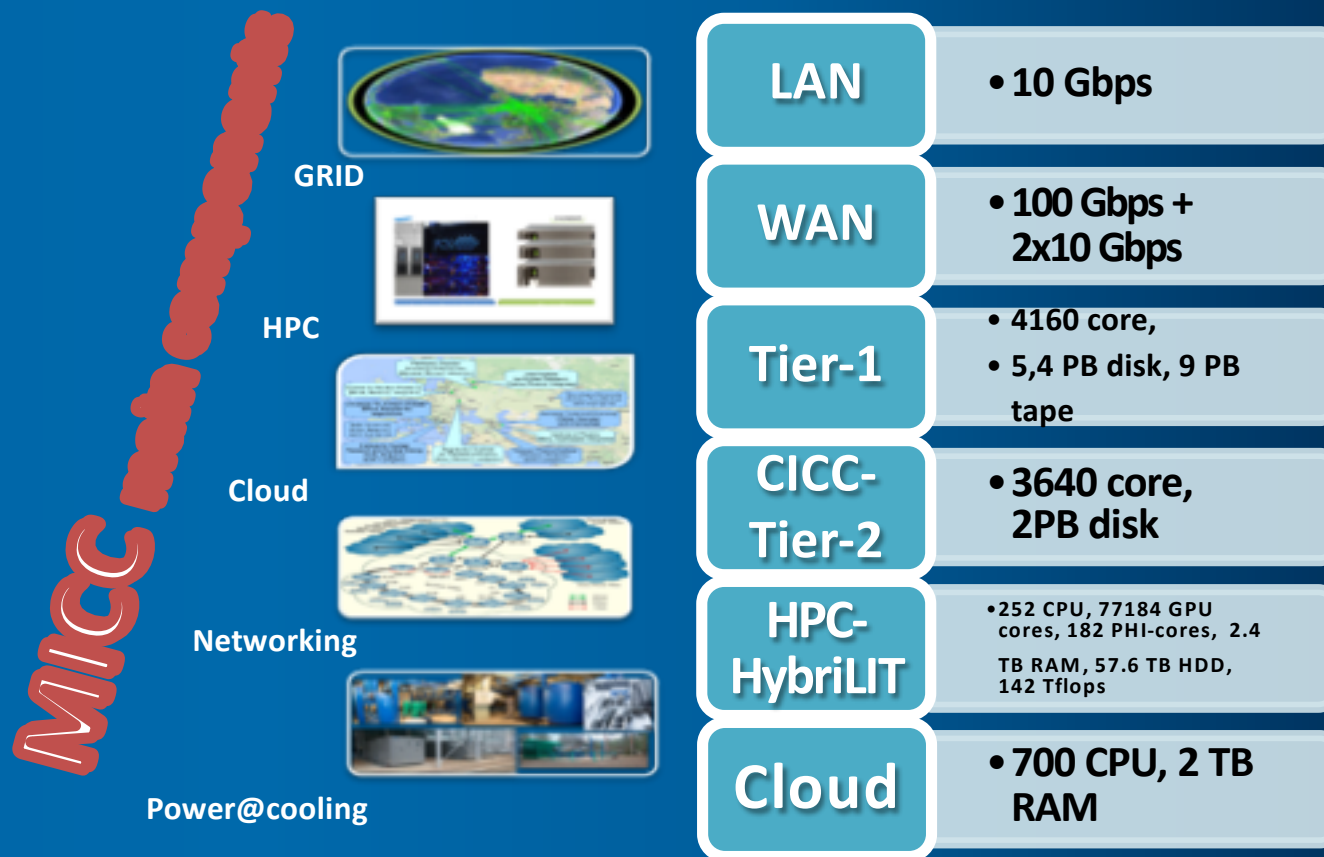 MICC
GRID
HPC
Cloud
Networking
Power@cooling
LAN
• 10 Gbps
WAN
• 100 Gbps +
2x10 Gbps
Tier-1
• 4160 core,
• 5,4 PB disk, 9 PB
tape
CICC-
Tier-2
• 3640 core,
2PB disk
HPC-
HybriLIT
•252 CPU, 77184 GPU
cores, 182 PHI-cores, 2.4
TB RAM, 57.6 TB HDD,
142 Tflops
Cloud
• 700 CPU, 2 TB
RAM